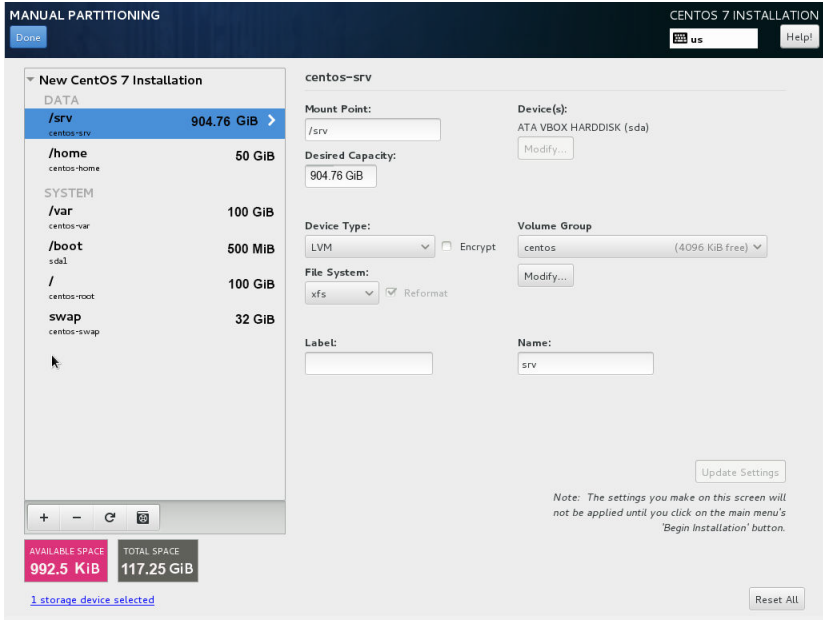 MANUAL PARTITIONING
CENTOS 7 INSTALLATION
Done
us
Help!
New CentOS 7 Installation
DATA
/srv
904.76 GiB
centos-srv
/home
50 GiB
centos-home
SYSTEM
/var
100 GiB
centos-var
/boot
500 MiB
sda1
/
100 GiB
centos-root
swap
32 GiB
centos-swap
+ −
AVAILABLE SPACE
992.5 KiB
TOTAL SPACE
117.25 GiB
1 storage device selected
centos-srv
Mount Point:
/srv
Desired Capacity:
904.76 GiB
Device(s):
ATA VBOX HARDDISK (sda)
Modify...
Device Type:
LVM
Encrypt
Volume Group
centos (4096 KiB free)
Modify...
File System:
xfs
Reformat
Label:
Name:
srv
Update Settings
Note: The settings you make on this screen will
not be applied until you click on the main menu's
'Begin Installation' button.
Reset All